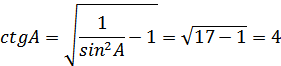 ctgA = √(1/sin²A − 1) = √(17 − 1) = 4